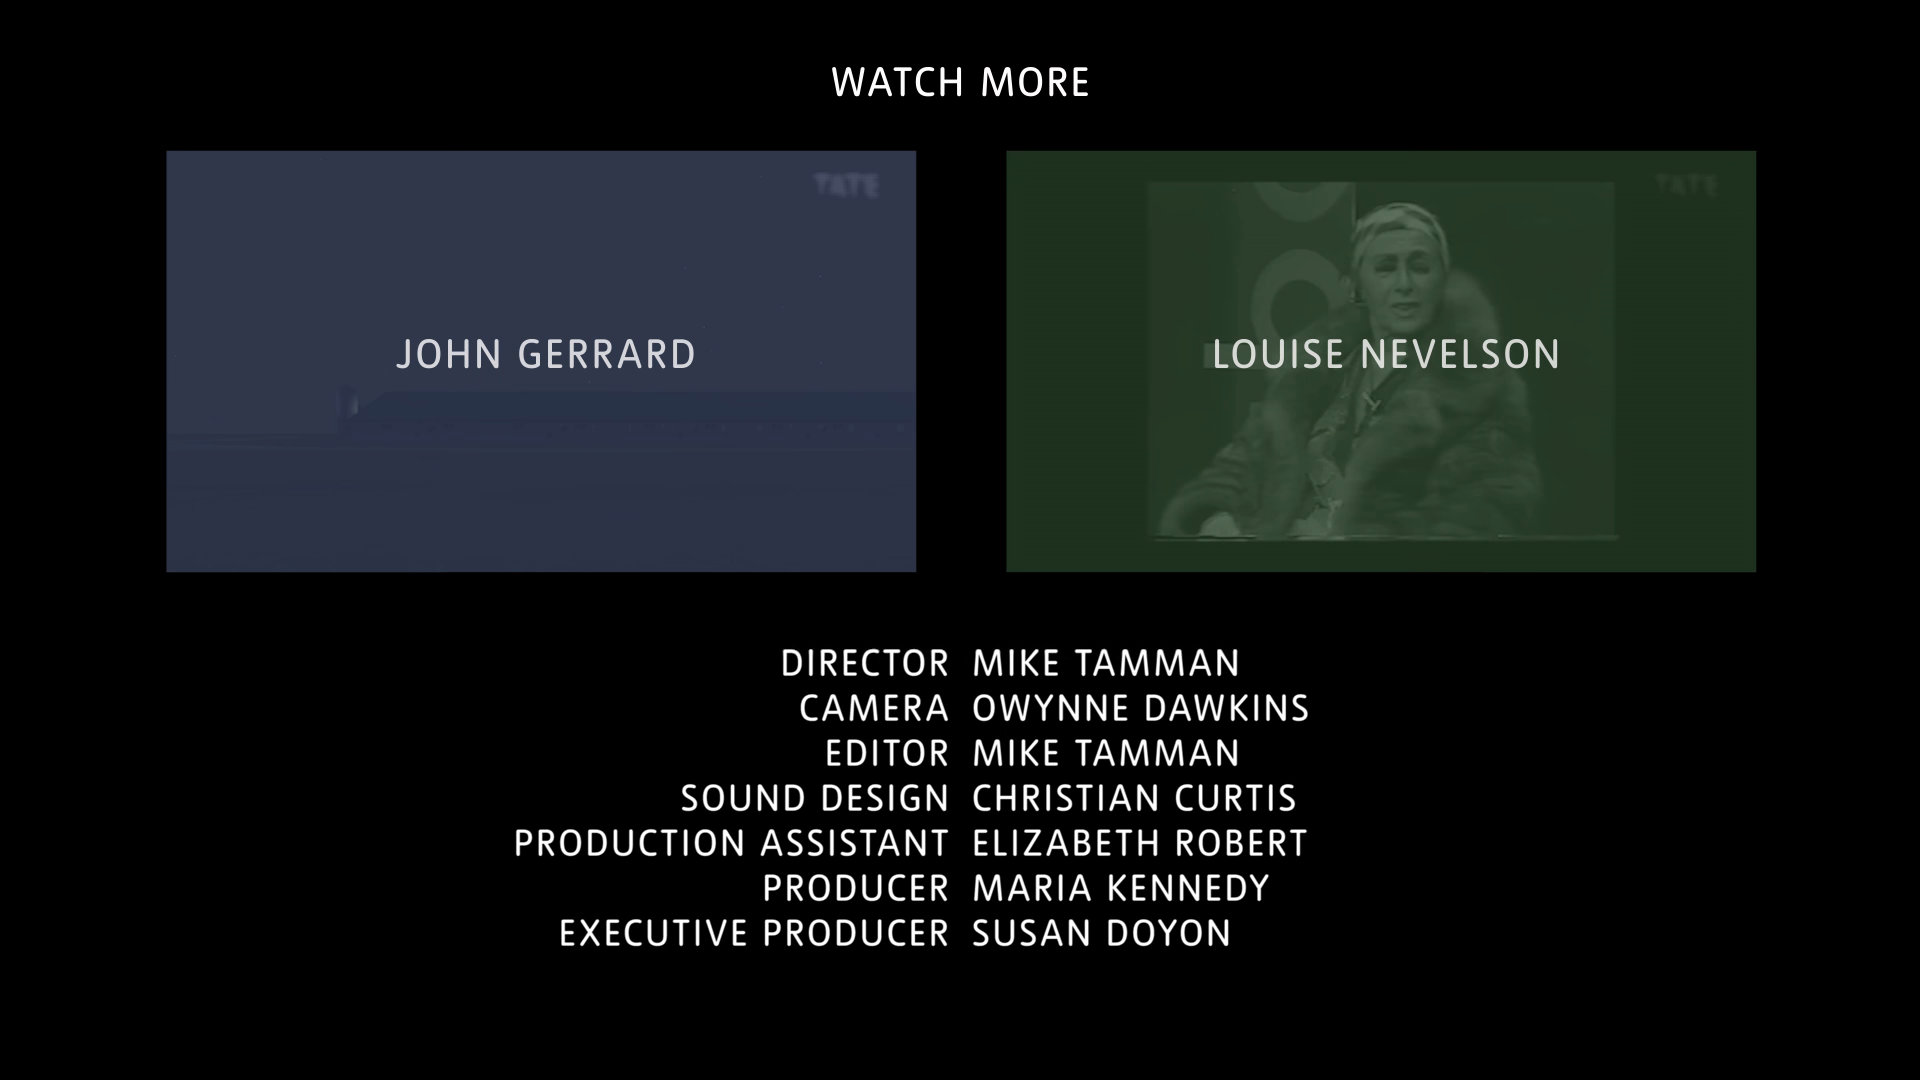 WATCH MORE
TATE
TATE
JOHN GERRARD
LOUISE NEVELSON
DIRECTOR MIKE TAMMAN
CAMERA OWYNNE DAWKINS
EDITOR MIKE TAMMAN
SOUND DESIGN CHRISTIAN CURTIS
PRODUCTION ASSISTANT ELIZABETH ROBERT
PRODUCER MARIA KENNEDY
EXECUTIVE PRODUCER SUSAN DOYON